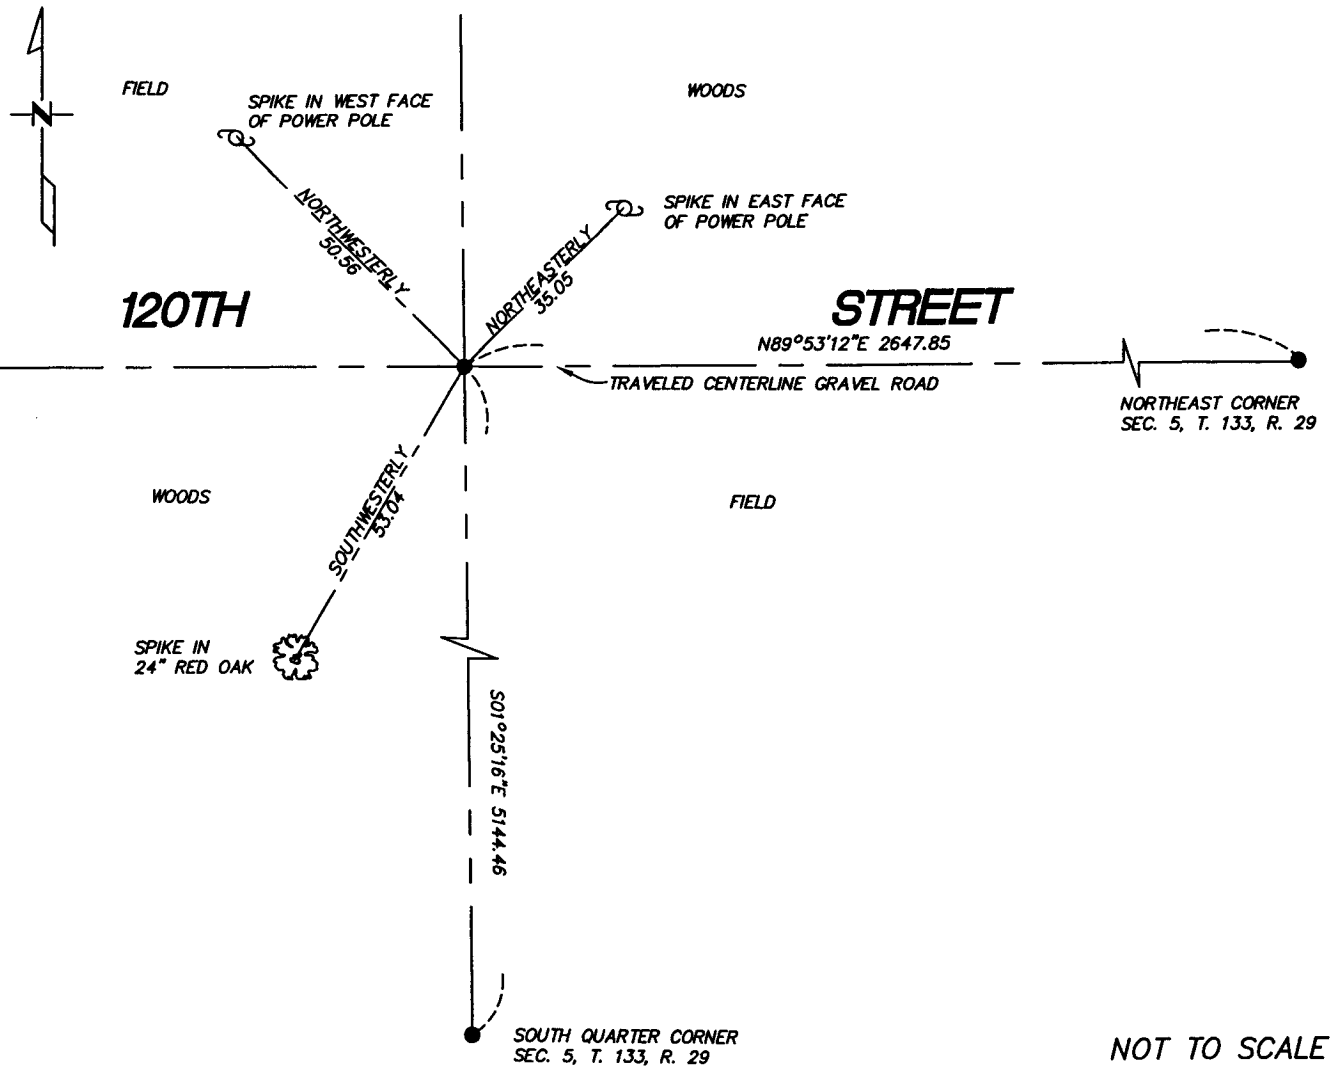 N
FIELD
SPIKE IN WEST FACE
OF POWER POLE
WOODS
SPIKE IN EAST FACE
OF POWER POLE
NORTHWESTERLY
50.56
NORTHEASTERLY
35.05
120TH
STREET
N89°53'12"E 2647.85
TRAVELED CENTERLINE GRAVEL ROAD
NORTHEAST CORNER
SEC. 5, T. 133, R. 29
SOUTHWESTERLY
53.04
WOODS
FIELD
SPIKE IN
24" RED OAK
S01°25'16"E 5144.46
SOUTH QUARTER CORNER
SEC. 5, T. 133, R. 29
NOT TO SCALE